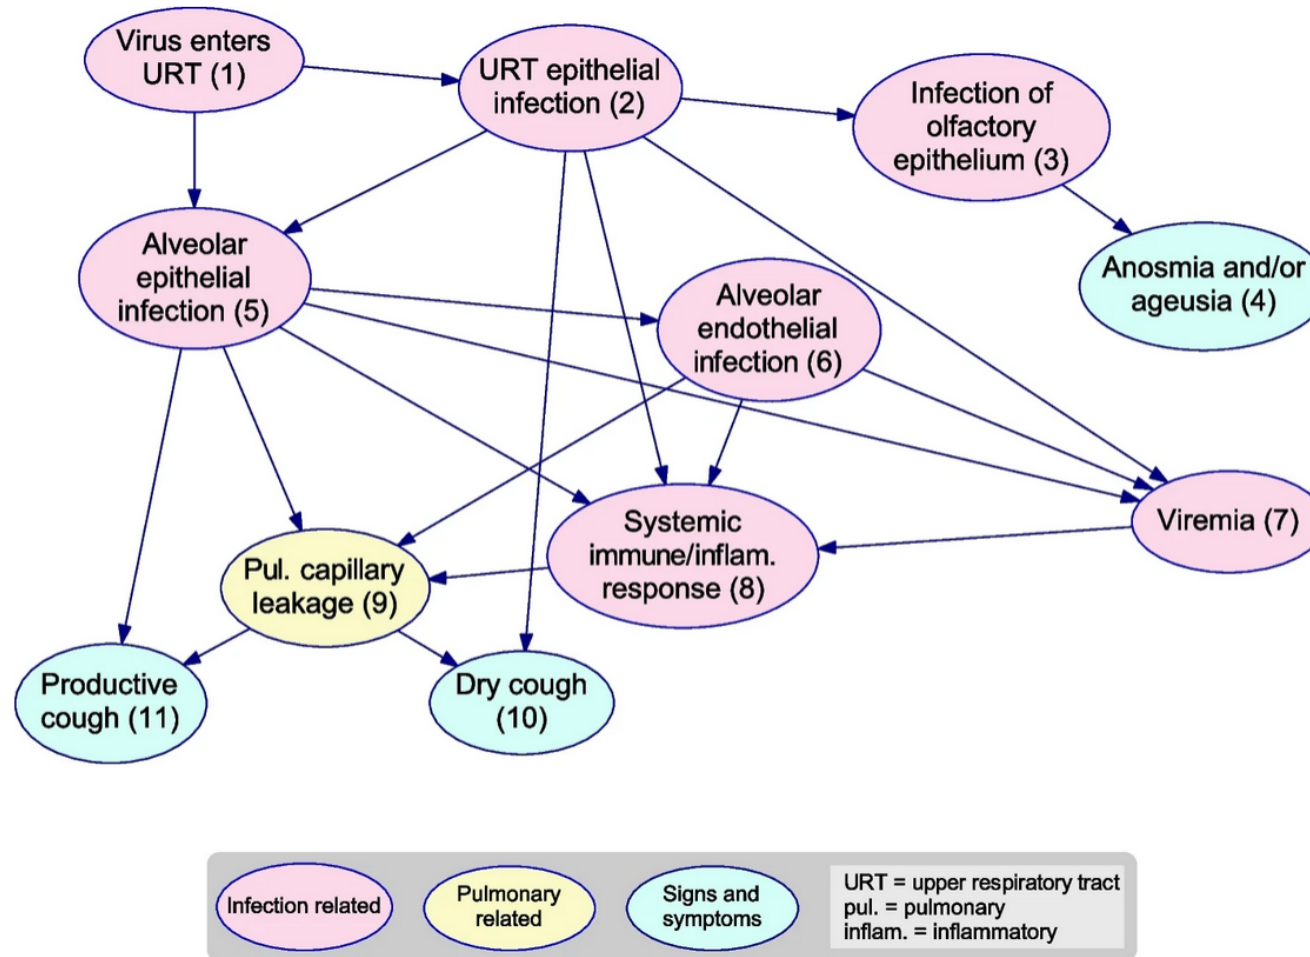 Virus enters
URT (1)
URT epithelial
infection (2)
Infection of
olfactory
epithelium (3)
Anosmia and/or
ageusia (4)
Alveolar
epithelial
infection (5)
Alveolar
endothelial
infection (6)
Viremia (7)
Systemic
immune/inflam.
response (8)
Pul. capillary
leakage (9)
Dry cough
(10)
Productive
cough (11)
Infection related
Pulmonary
related
Signs and
symptoms
URT = upper respiratory tract
pul. = pulmonary
inflam. = inflammatory